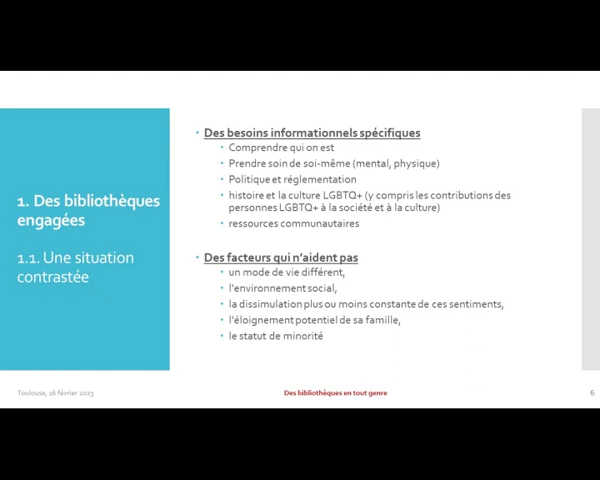 1. Des bibliothèques
engagées
1.1. Une situation
contrastée
Des besoins informationnels spécifiques
Comprendre qui on est
Prendre soin de soi-même (mental, physique)
Politique et réglementation
histoire et la culture LGBTQ+ (y compris les contributions des
personnes LGBTQ+ à la société et à la culture)
ressources communautaires
Des facteurs qui n'aident pas
un mode de vie différent,
l'environnement social,
la dissimulation plus ou moins constante de ces sentiments,
l'éloignement potentiel de sa famille,
le statut de minorité
Toulouse, 16 février 2023
Des bibliothèques en tout genre
6